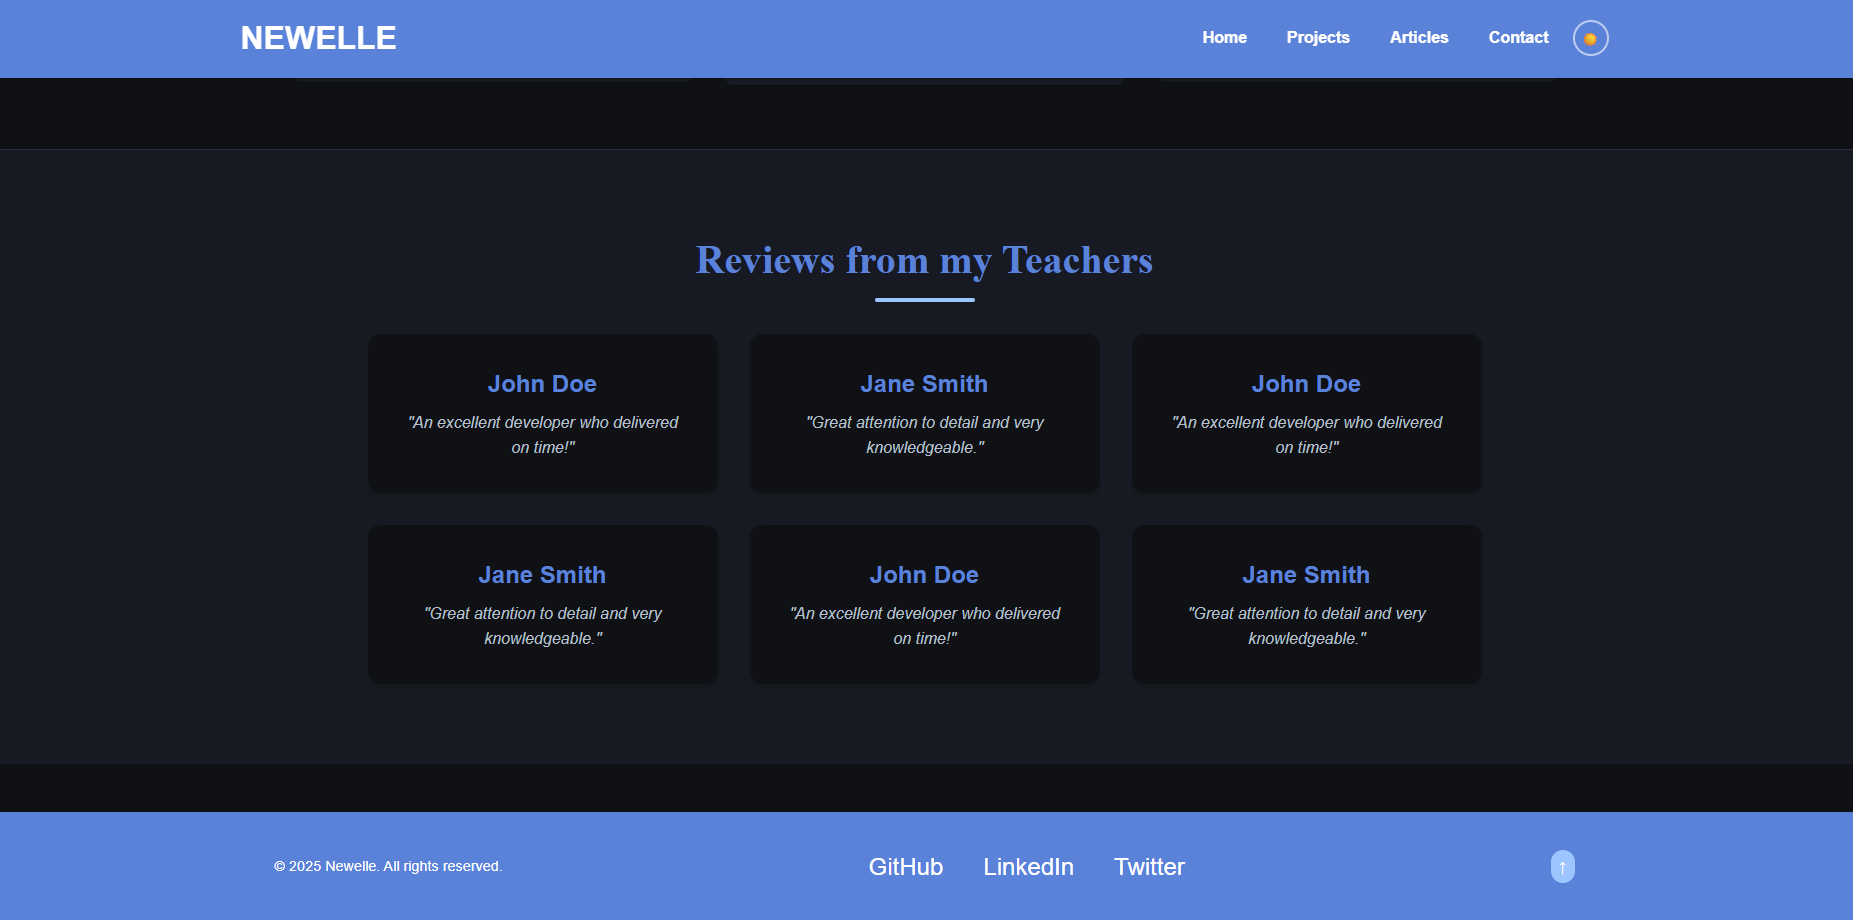 NEWELLE
Home Projects Articles Contact
Reviews from my Teachers
John Doe
"An excellent developer who delivered
on time!"
Jane Smith
"Great attention to detail and very
knowledgeable."
John Doe
"An excellent developer who delivered
on time!"
Jane Smith
"Great attention to detail and very
knowledgeable."
John Doe
"An excellent developer who delivered
on time!"
Jane Smith
"Great attention to detail and very
knowledgeable."
© 2025 Newelle. All rights reserved.
GitHub LinkedIn Twitter
↑